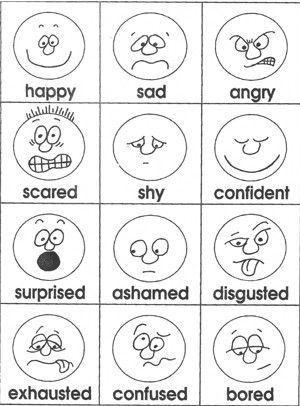 happy sad angry
scared shy confident
surprised ashamed disgusted
exhausted confused bored